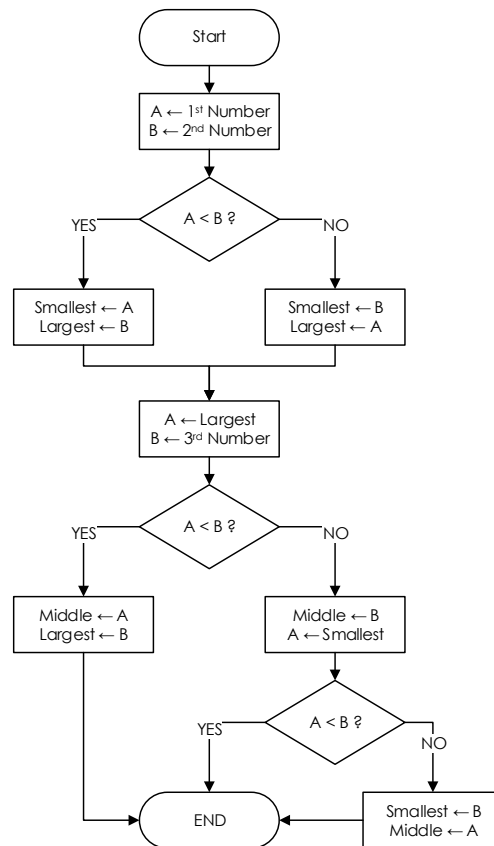 Start
A ← 1st Number
B ← 2nd Number
A < B ?
YES
NO
Smallest ← A
Largest ← B
Smallest ← B
Largest ← A
A ← Largest
B ← 3rd Number
A < B ?
YES
NO
Middle ← A
Largest ← B
Middle ← B
A ← Smallest
A < B ?
YES
NO
END
Smallest ← B
Middle ← A